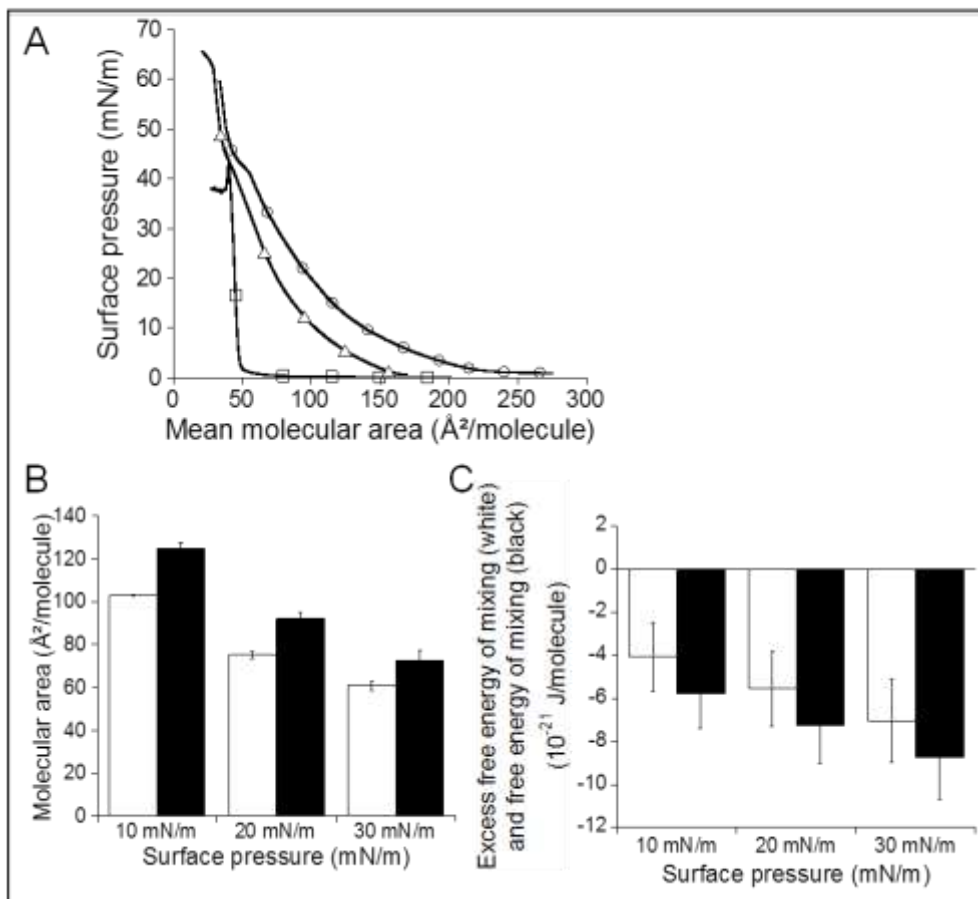 A
Surface pressure (mN/m)
70
60
50
40
30
20
10
0
0 50 100 150 200 250 300
Mean molecular area (Å²/molecule)
B
Molecular area (Å²/molecule)
140
120
100
80
60
40
20
0
10 mN/m 20 mN/m 30 mN/m
Surface pressure (mN/m)
C
Excess free energy of mixing (white)
and free energy of mixing (black)
(10⁻²¹ J/molecule)
2
0
-2
-4
-6
-8
-10
-12
10 mN/m 20 mN/m 30 mN/m
Surface pressure (mN/m)